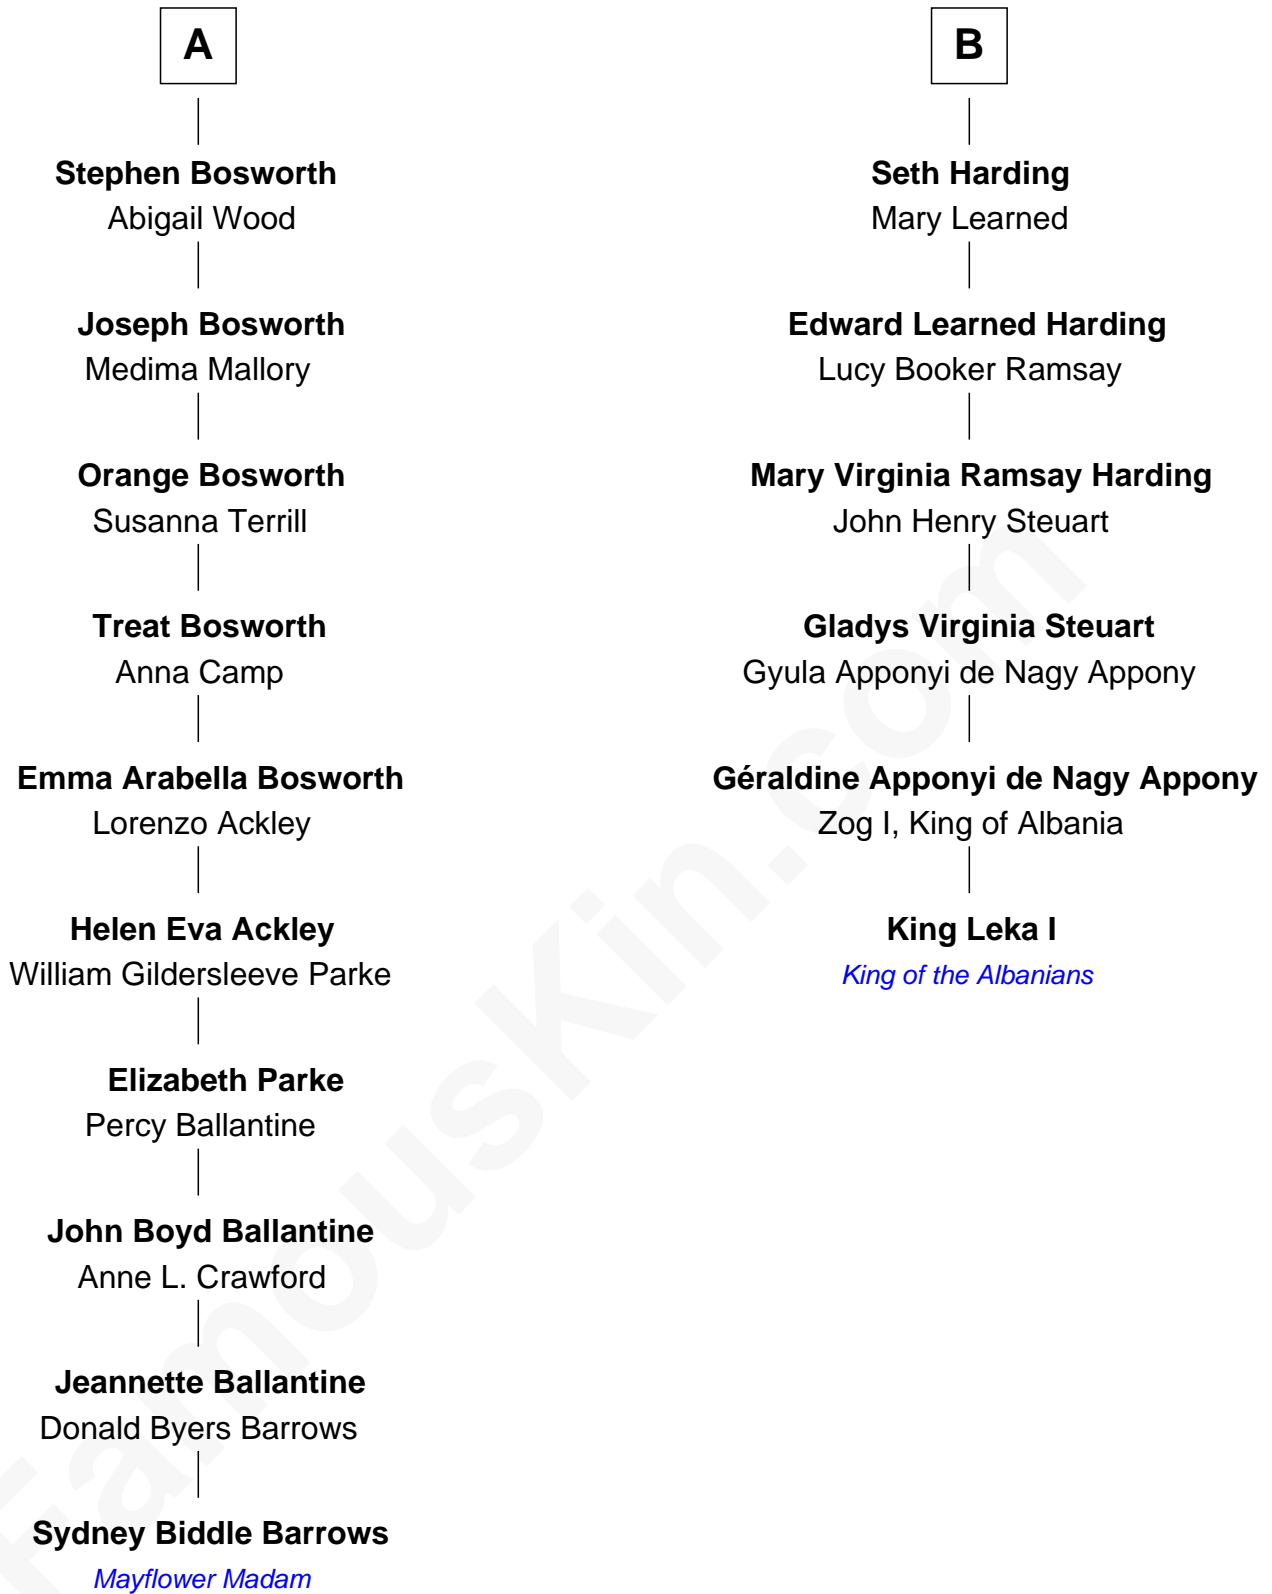 A
Stephen Bosworth
Abigail Wood
Joseph Bosworth
Medima Mallory
Orange Bosworth
Susanna Terrill
Treat Bosworth
Anna Camp
Emma Arabella Bosworth
Lorenzo Ackley
Helen Eva Ackley
William Gildersleeve Parke
Elizabeth Parke
Percy Ballantine
John Boyd Ballantine
Anne L. Crawford
Jeannette Ballantine
Donald Byers Barrows
Sydney Biddle Barrows
Mayflower Madam
B
Seth Harding
Mary Learned
Edward Learned Harding
Lucy Booker Ramsay
Mary Virginia Ramsay Harding
John Henry Steuart
Gladys Virginia Steuart
Gyula Apponyi de Nagy Appony
Géraldine Apponyi de Nagy Appony
Zog I, King of Albania
King Leka I
King of the Albanians
FamousKin.com